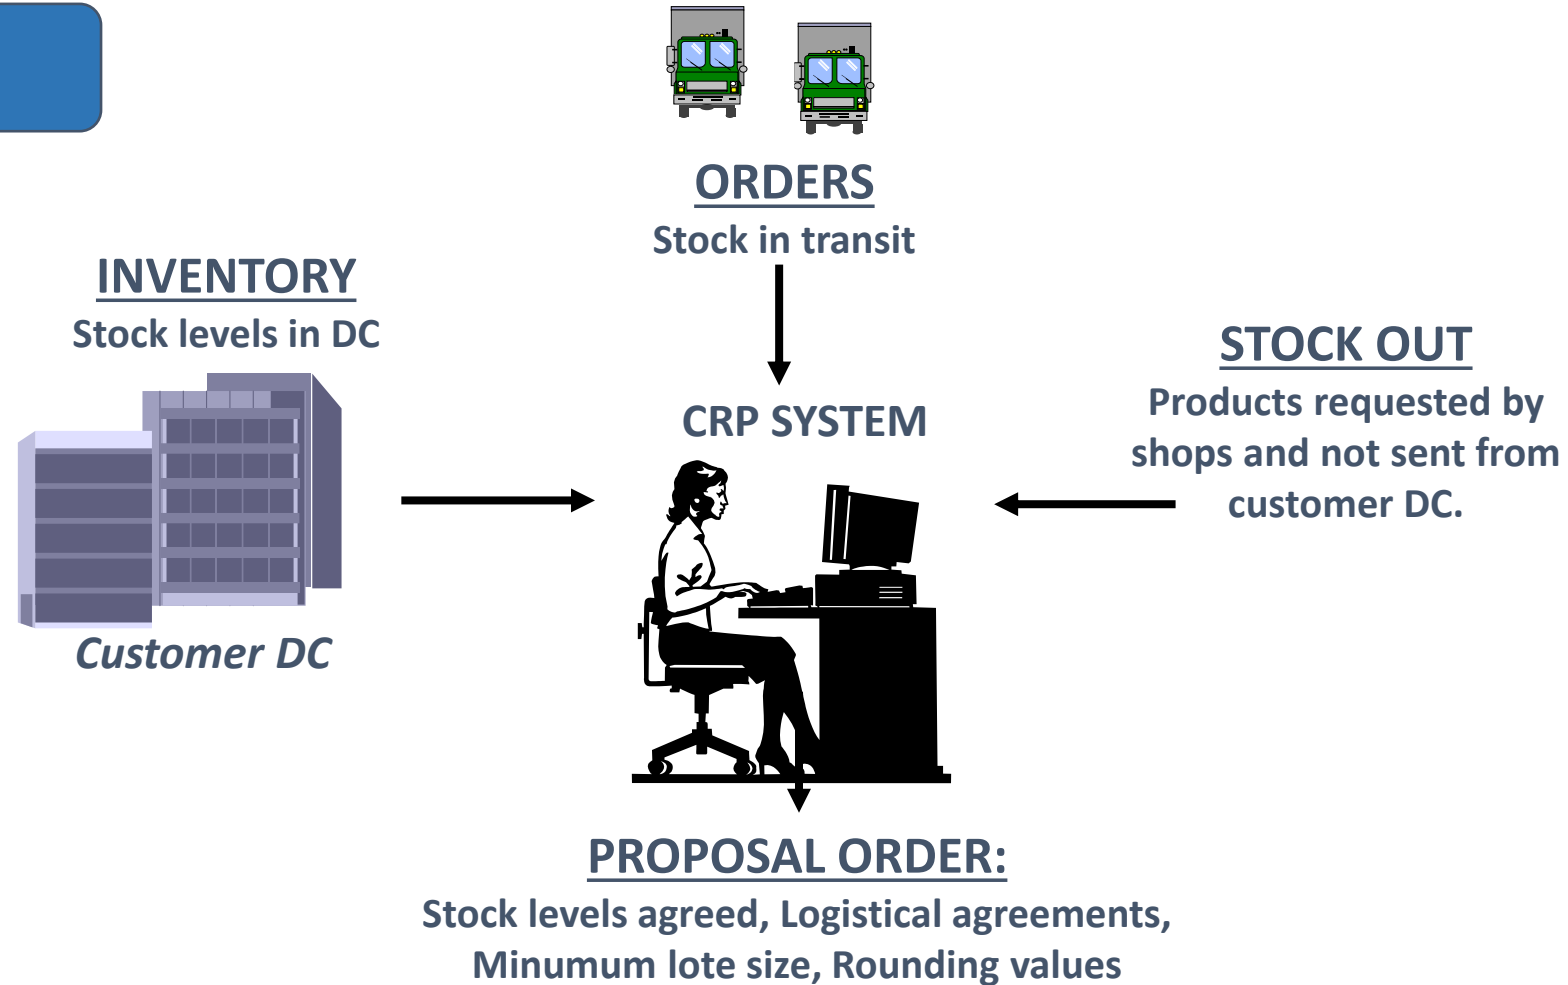 ORDERS
Stock in transit
INVENTORY
Stock levels in DC
Customer DC
CRP SYSTEM
STOCK OUT
Products requested by
shops and not sent from
customer DC.
PROPOSAL ORDER:
Stock levels agreed, Logistical agreements,
Minumum lote size, Rounding values